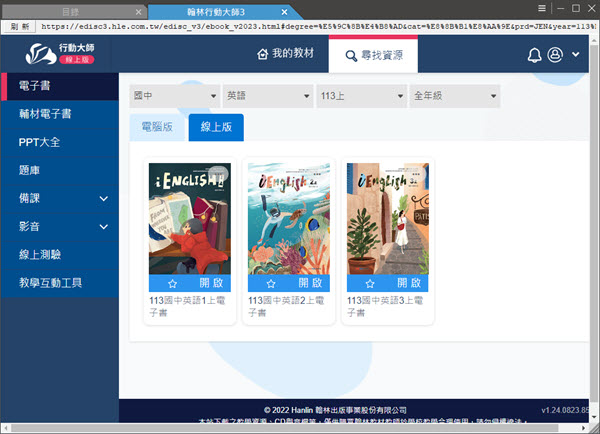 目錄
翰林行動大師3
刷 新
https://edisc3.hle.com.tw/edisc_v3/ebook_v2023.html#degree=%E5%9C%8B%E4%B8%AD&cat=%E8%8B%B1%E8%AA%9E&prd=JEN&year=113%
行動大師
線上版
我的教材
尋找資源
電子書
輔材電子書
PPT大全
題庫
備課
影音
線上測驗
教學互動工具
國中
英語
113上
全年級
電腦版
線上版
iENGLISH
iEnglish 2上
iEnglish 3上
開啟
開啟
開啟
113國中英語1上電子書
113國中英語2上電子書
113國中英語3上電子書
© 2022 Hanlin 翰林出版事業股份有限公司
v1.24.0823.85